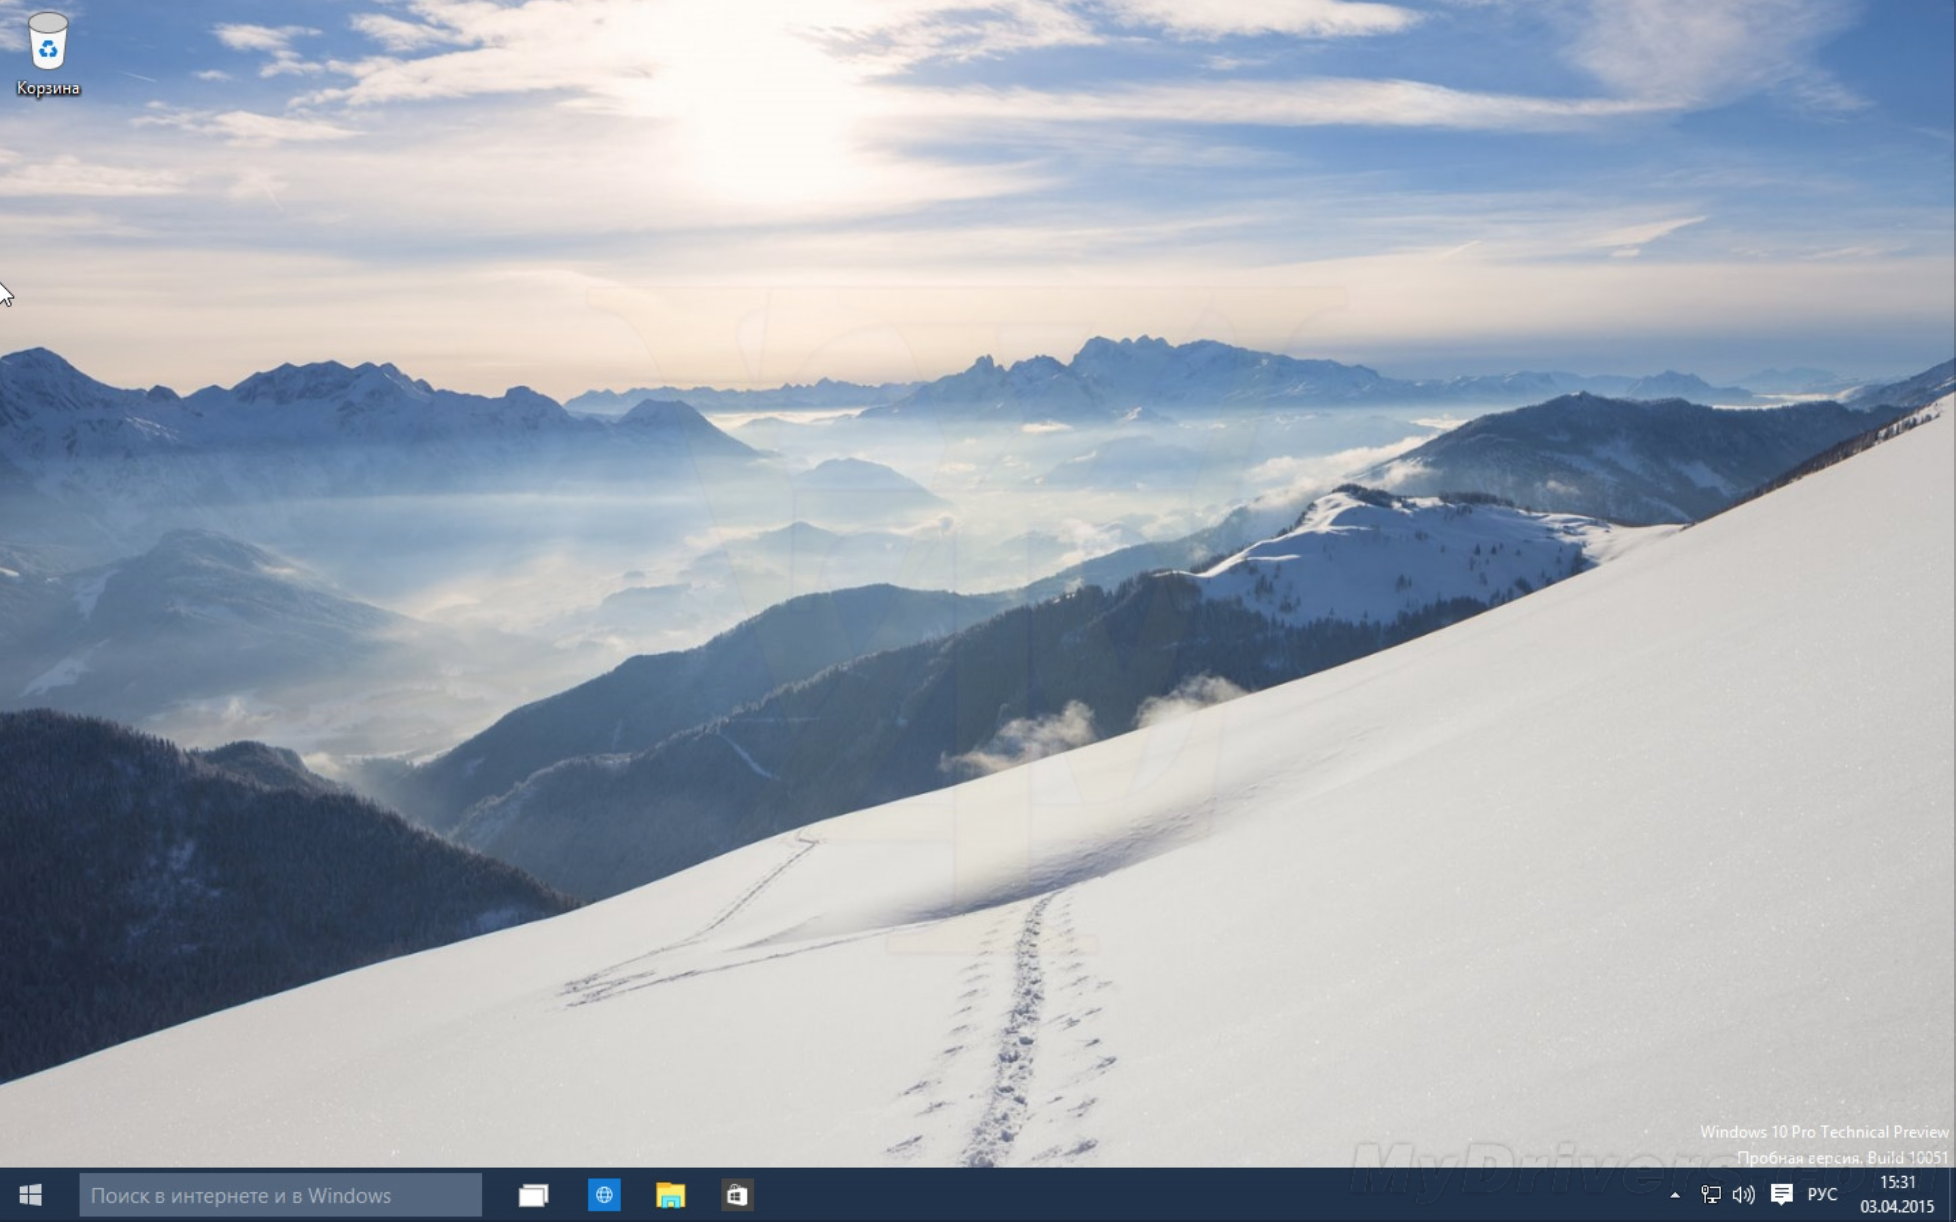 Корзина
Windows 10 Pro Technical Preview
Пробная версия. Build 10051
MyDrivers.com
Поиск в интернете и в Windows
РУС
15:31
03.04.2015